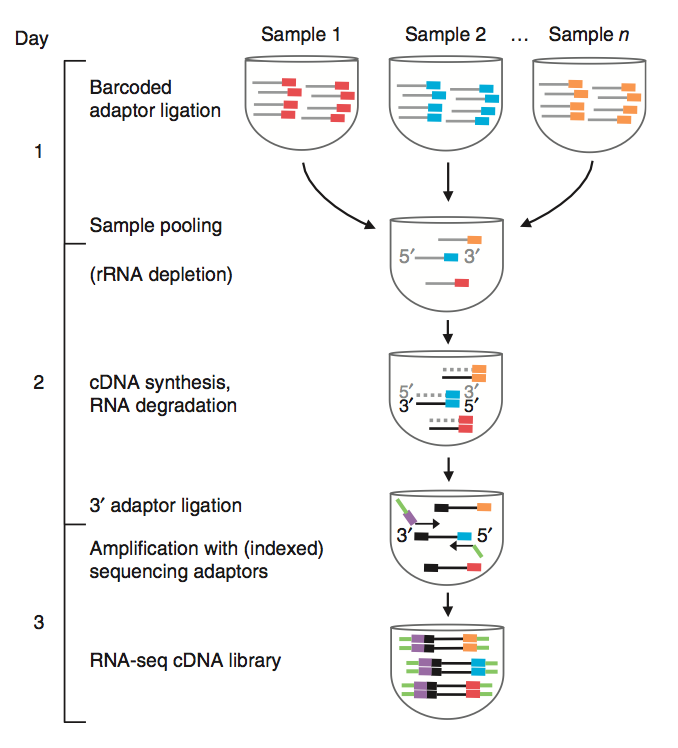 Day
Sample 1
Sample 2
...
Sample n
1
Barcoded
adaptor ligation
Sample pooling
5′
3′
(rRNA depletion)
2
cDNA synthesis,
RNA degradation
5′
3′
3′
5′
3′ adaptor ligation
3′
5′
3
Amplification with (indexed)
sequencing adaptors
RNA-seq cDNA library